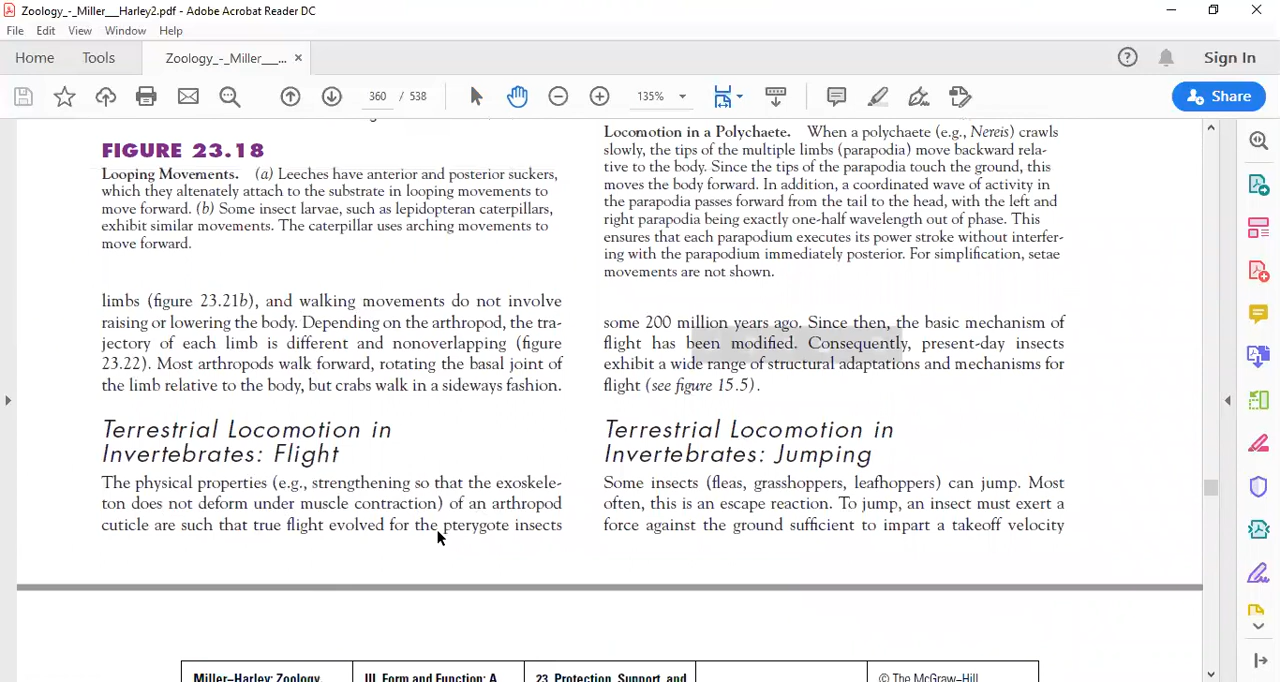 Zoology_-_Miller___Harley2.pdf - Adobe Acrobat Reader DC
File Edit View Window Help
Home Tools Zoology_-_Miller___... × Sign In
360 / 538 135% Share
FIGURE 23.18
Looping Movements. (a) Leeches have anterior and posterior suckers,
which they altenately attach to the substrate in looping movements to
move forward. (b) Some insect larvae, such as lepidopteran caterpillars,
exhibit similar movements. The caterpillar uses arching movements to
move forward.
limbs (figure 23.21b), and walking movements do not involve
raising or lowering the body. Depending on the arthropod, the tra-
jectory of each limb is different and nonoverlapping (figure
23.22). Most arthropods walk forward, rotating the basal joint of
the limb relative to the body, but crabs walk in a sideways fashion.
Terrestrial Locomotion in
Invertebrates: Flight
The physical properties (e.g., strengthening so that the exoskele-
ton does not deform under muscle contraction) of an arthropod
cuticle are such that true flight evolved for the pterygote insects
Locomotion in a Polychaete. When a polychaete (e.g., Nereis) crawls
slowly, the tips of the multiple limbs (parapodia) move backward rela-
tive to the body. Since the tips of the parapodia touch the ground, this
moves the body forward. In addition, a coordinated wave of activity in
the parapodia passes forward from the tail to the head, with the left and
right parapodia being exactly one-half wavelength out of phase. This
ensures that each parapodium executes its power stroke without interfer-
ing with the parapodium immediately posterior. For simplification, setae
movements are not shown.
some 200 million years ago. Since then, the basic mechanism of
flight has been modified. Consequently, present-day insects
exhibit a wide range of structural adaptations and mechanisms for
flight (see figure 15.5).
Terrestrial Locomotion in
Invertebrates: Jumping
Some insects (fleas, grasshoppers, leafhoppers) can jump. Most
often, this is an escape reaction. To jump, an insect must exert a
force against the ground sufficient to impart a takeoff velocity
Miller−Harley: Zoology, III. Form and Function: A 23. Protection, Support, and © The McGraw−Hill